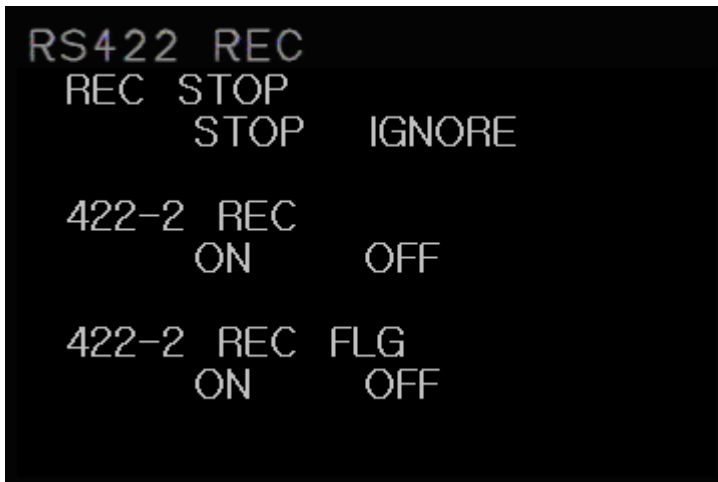 RS422 REC
REC STOP
STOP IGNORE
422-2 REC
ON OFF
422-2 REC FLG
ON OFF